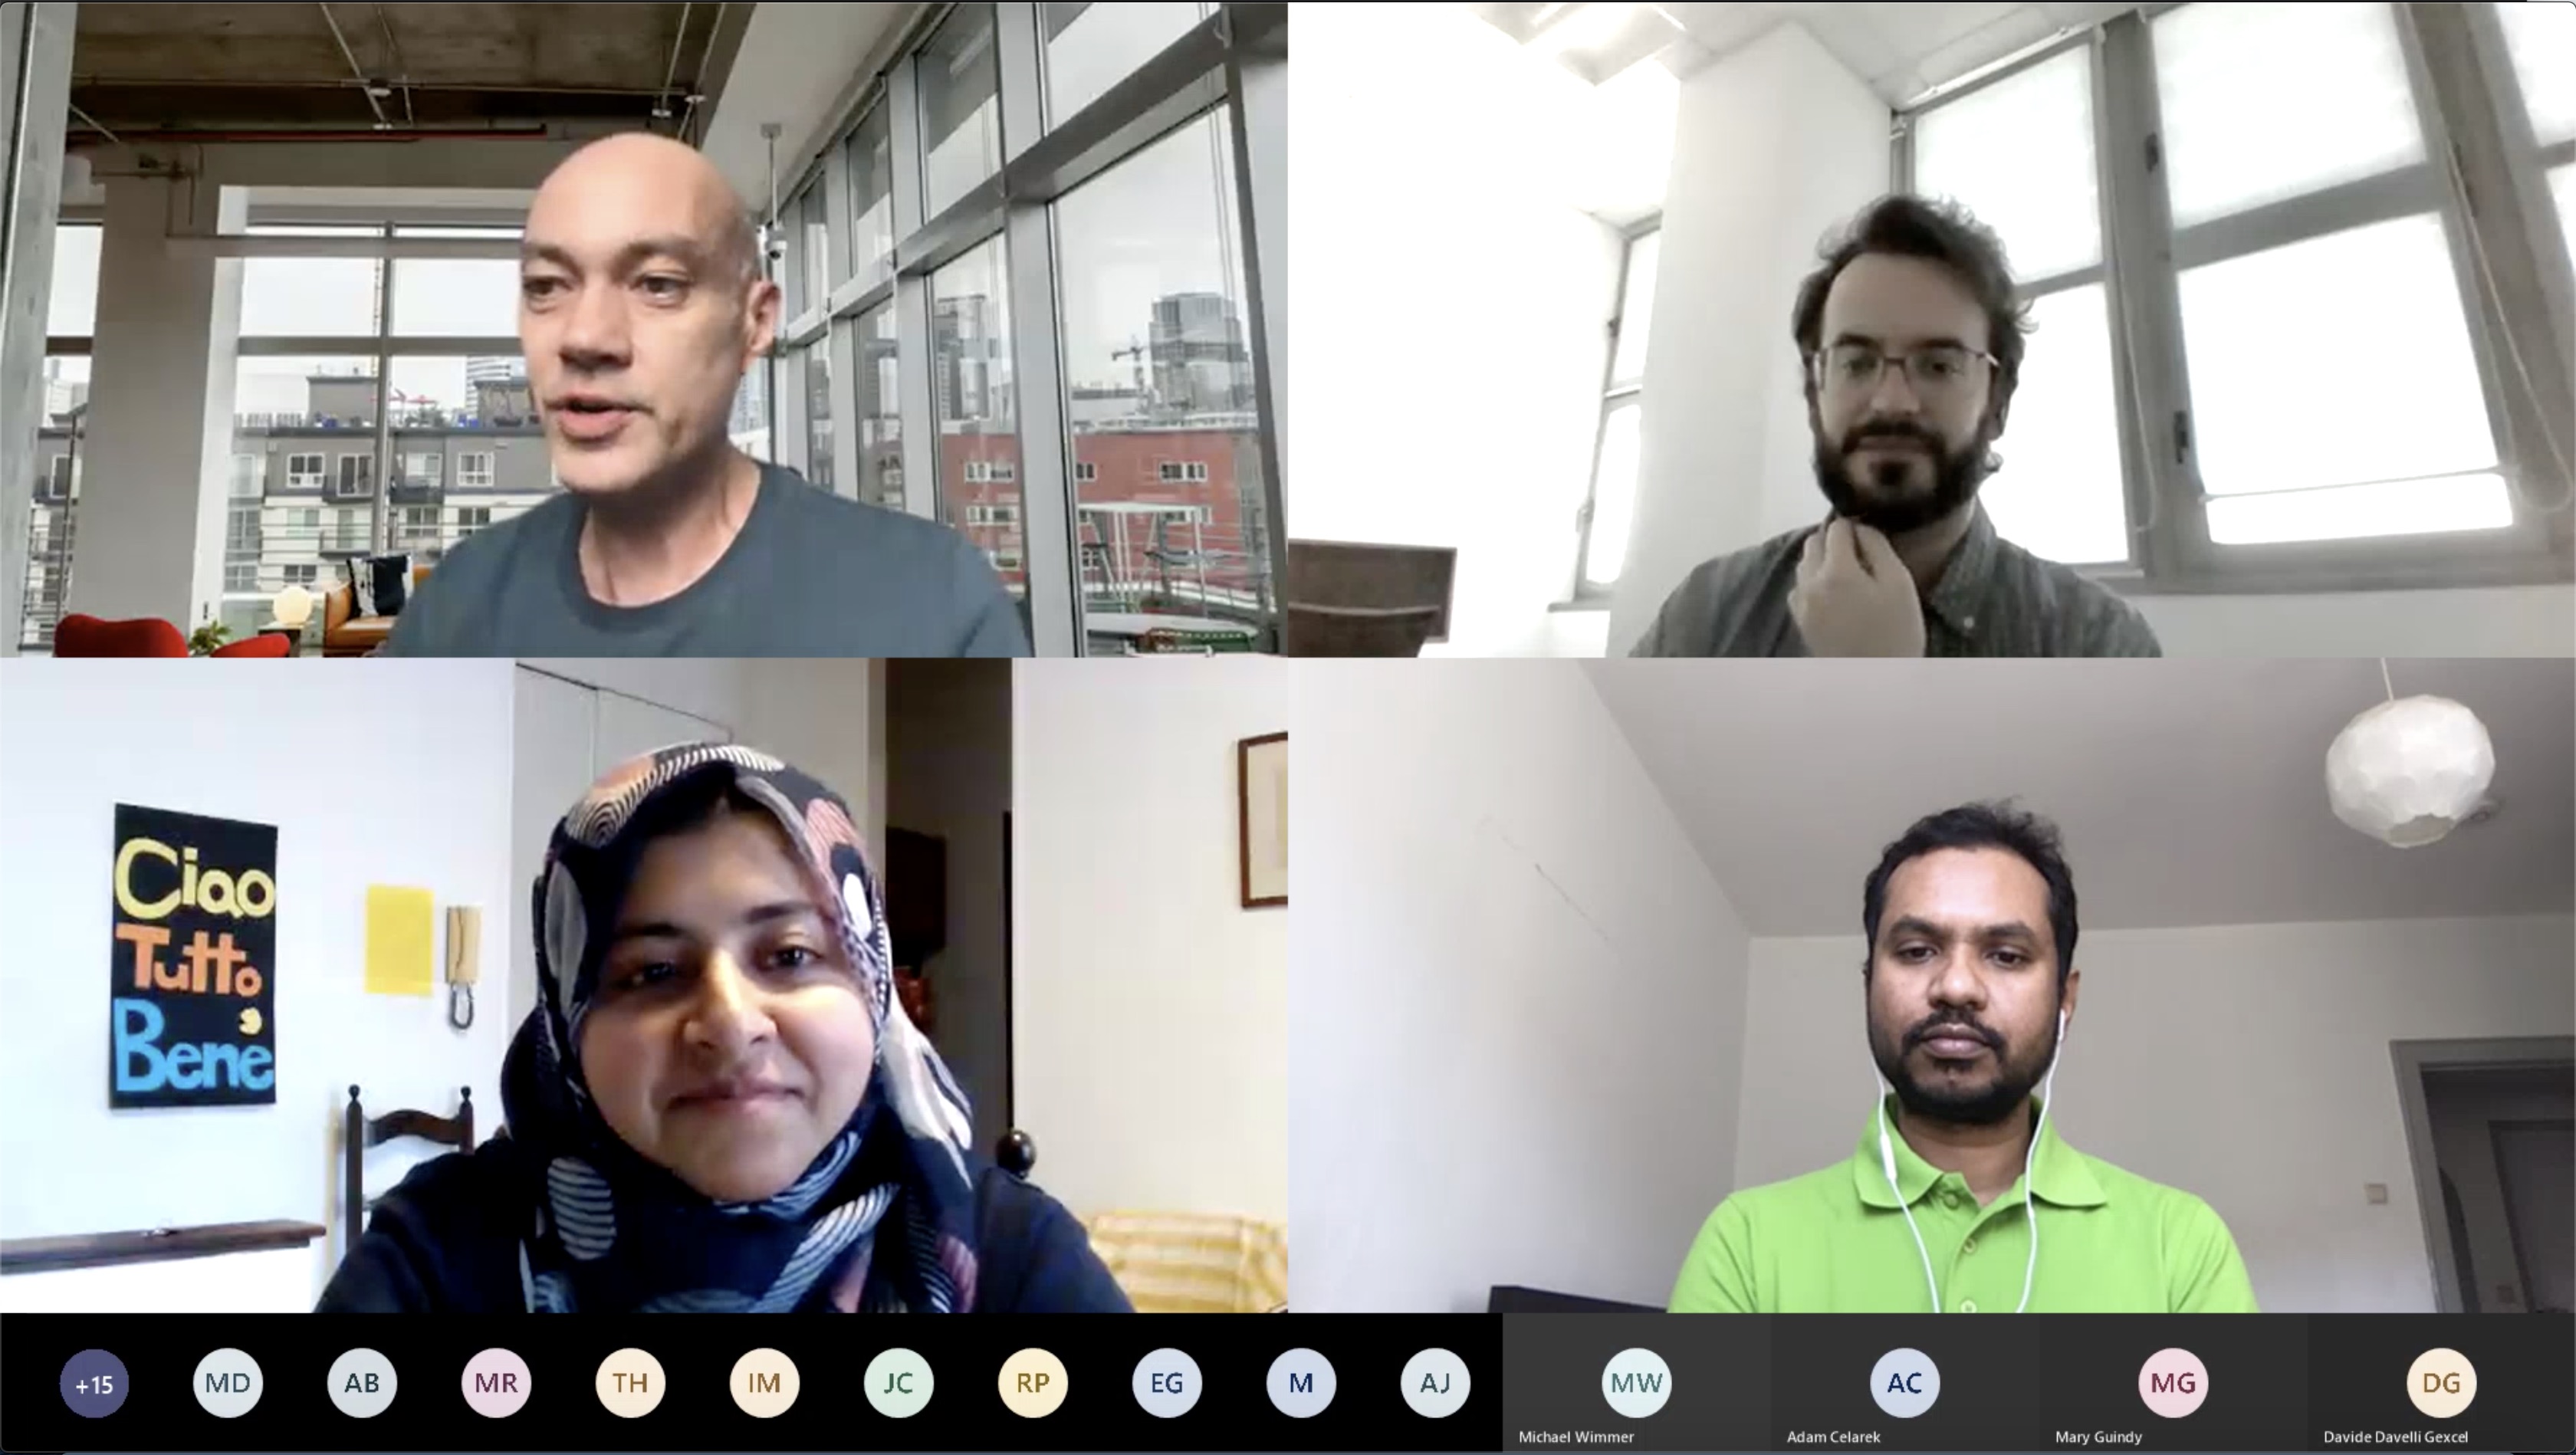 Ciao
Tutto
Bene
+15
MD
AB
MR
TH
IM
JC
RP
EG
M
AJ
MW
AC
MG
DG
Michael Wimmer
Adam Celarek
Mary Guindy
Davide Davelli Gexcel